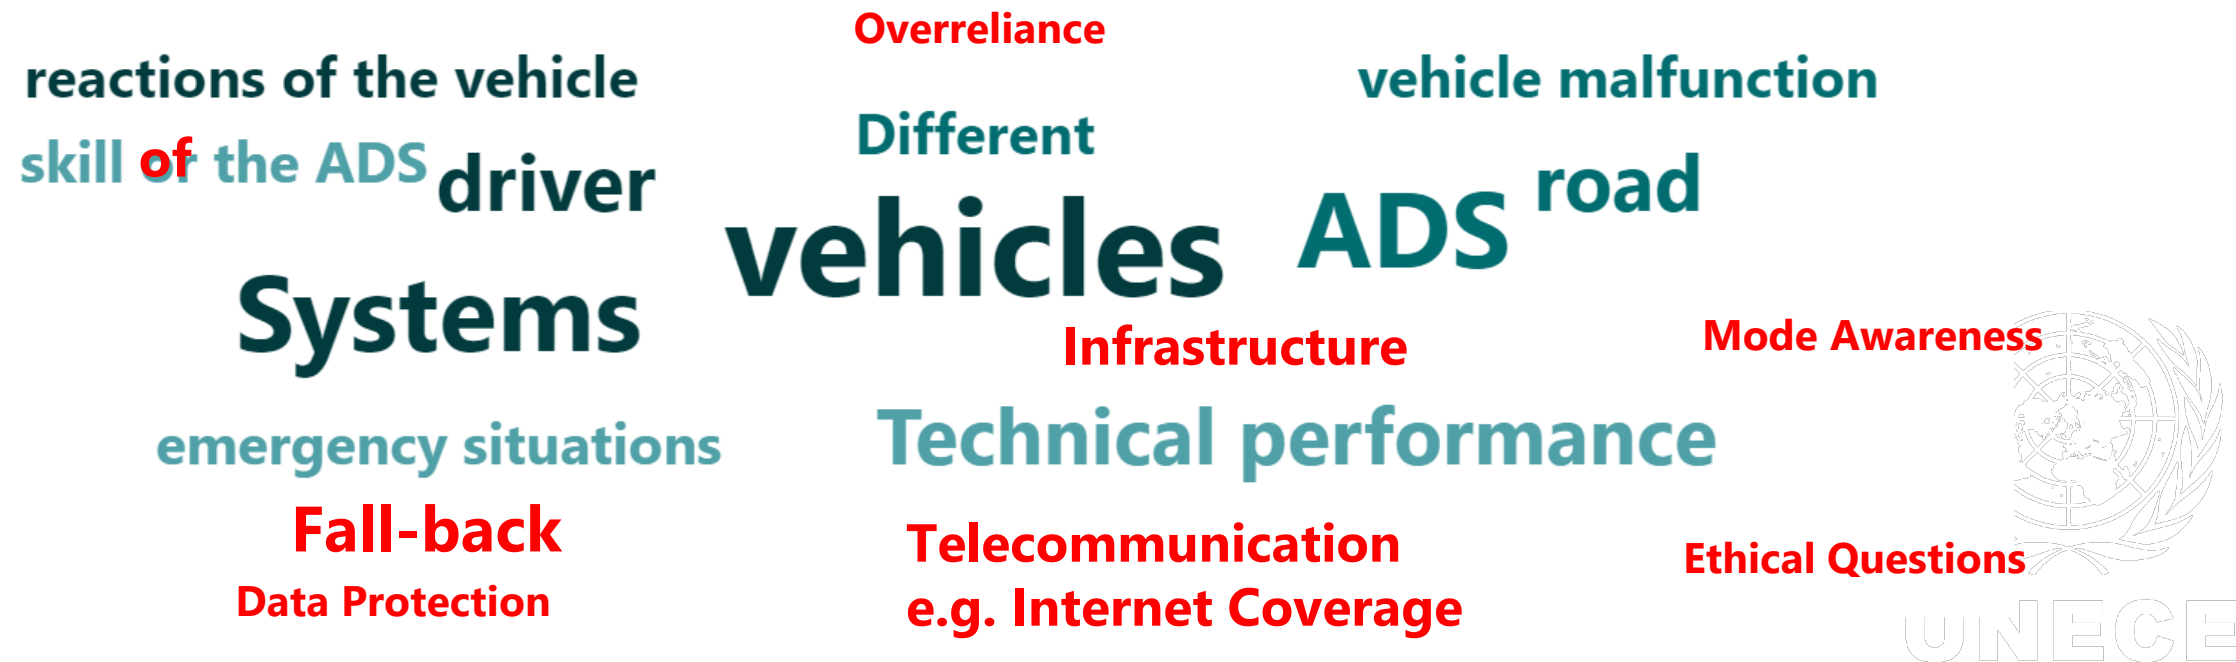 Overreliance
reactions of the vehicle
vehicle malfunction
Different
skill of the ADS
driver
road
vehicles
ADS
Systems
Infrastructure
Mode Awareness
emergency situations
Technical performance
Fall-back
Telecommunication
e.g. Internet Coverage
Ethical Questions
Data Protection
UNECE